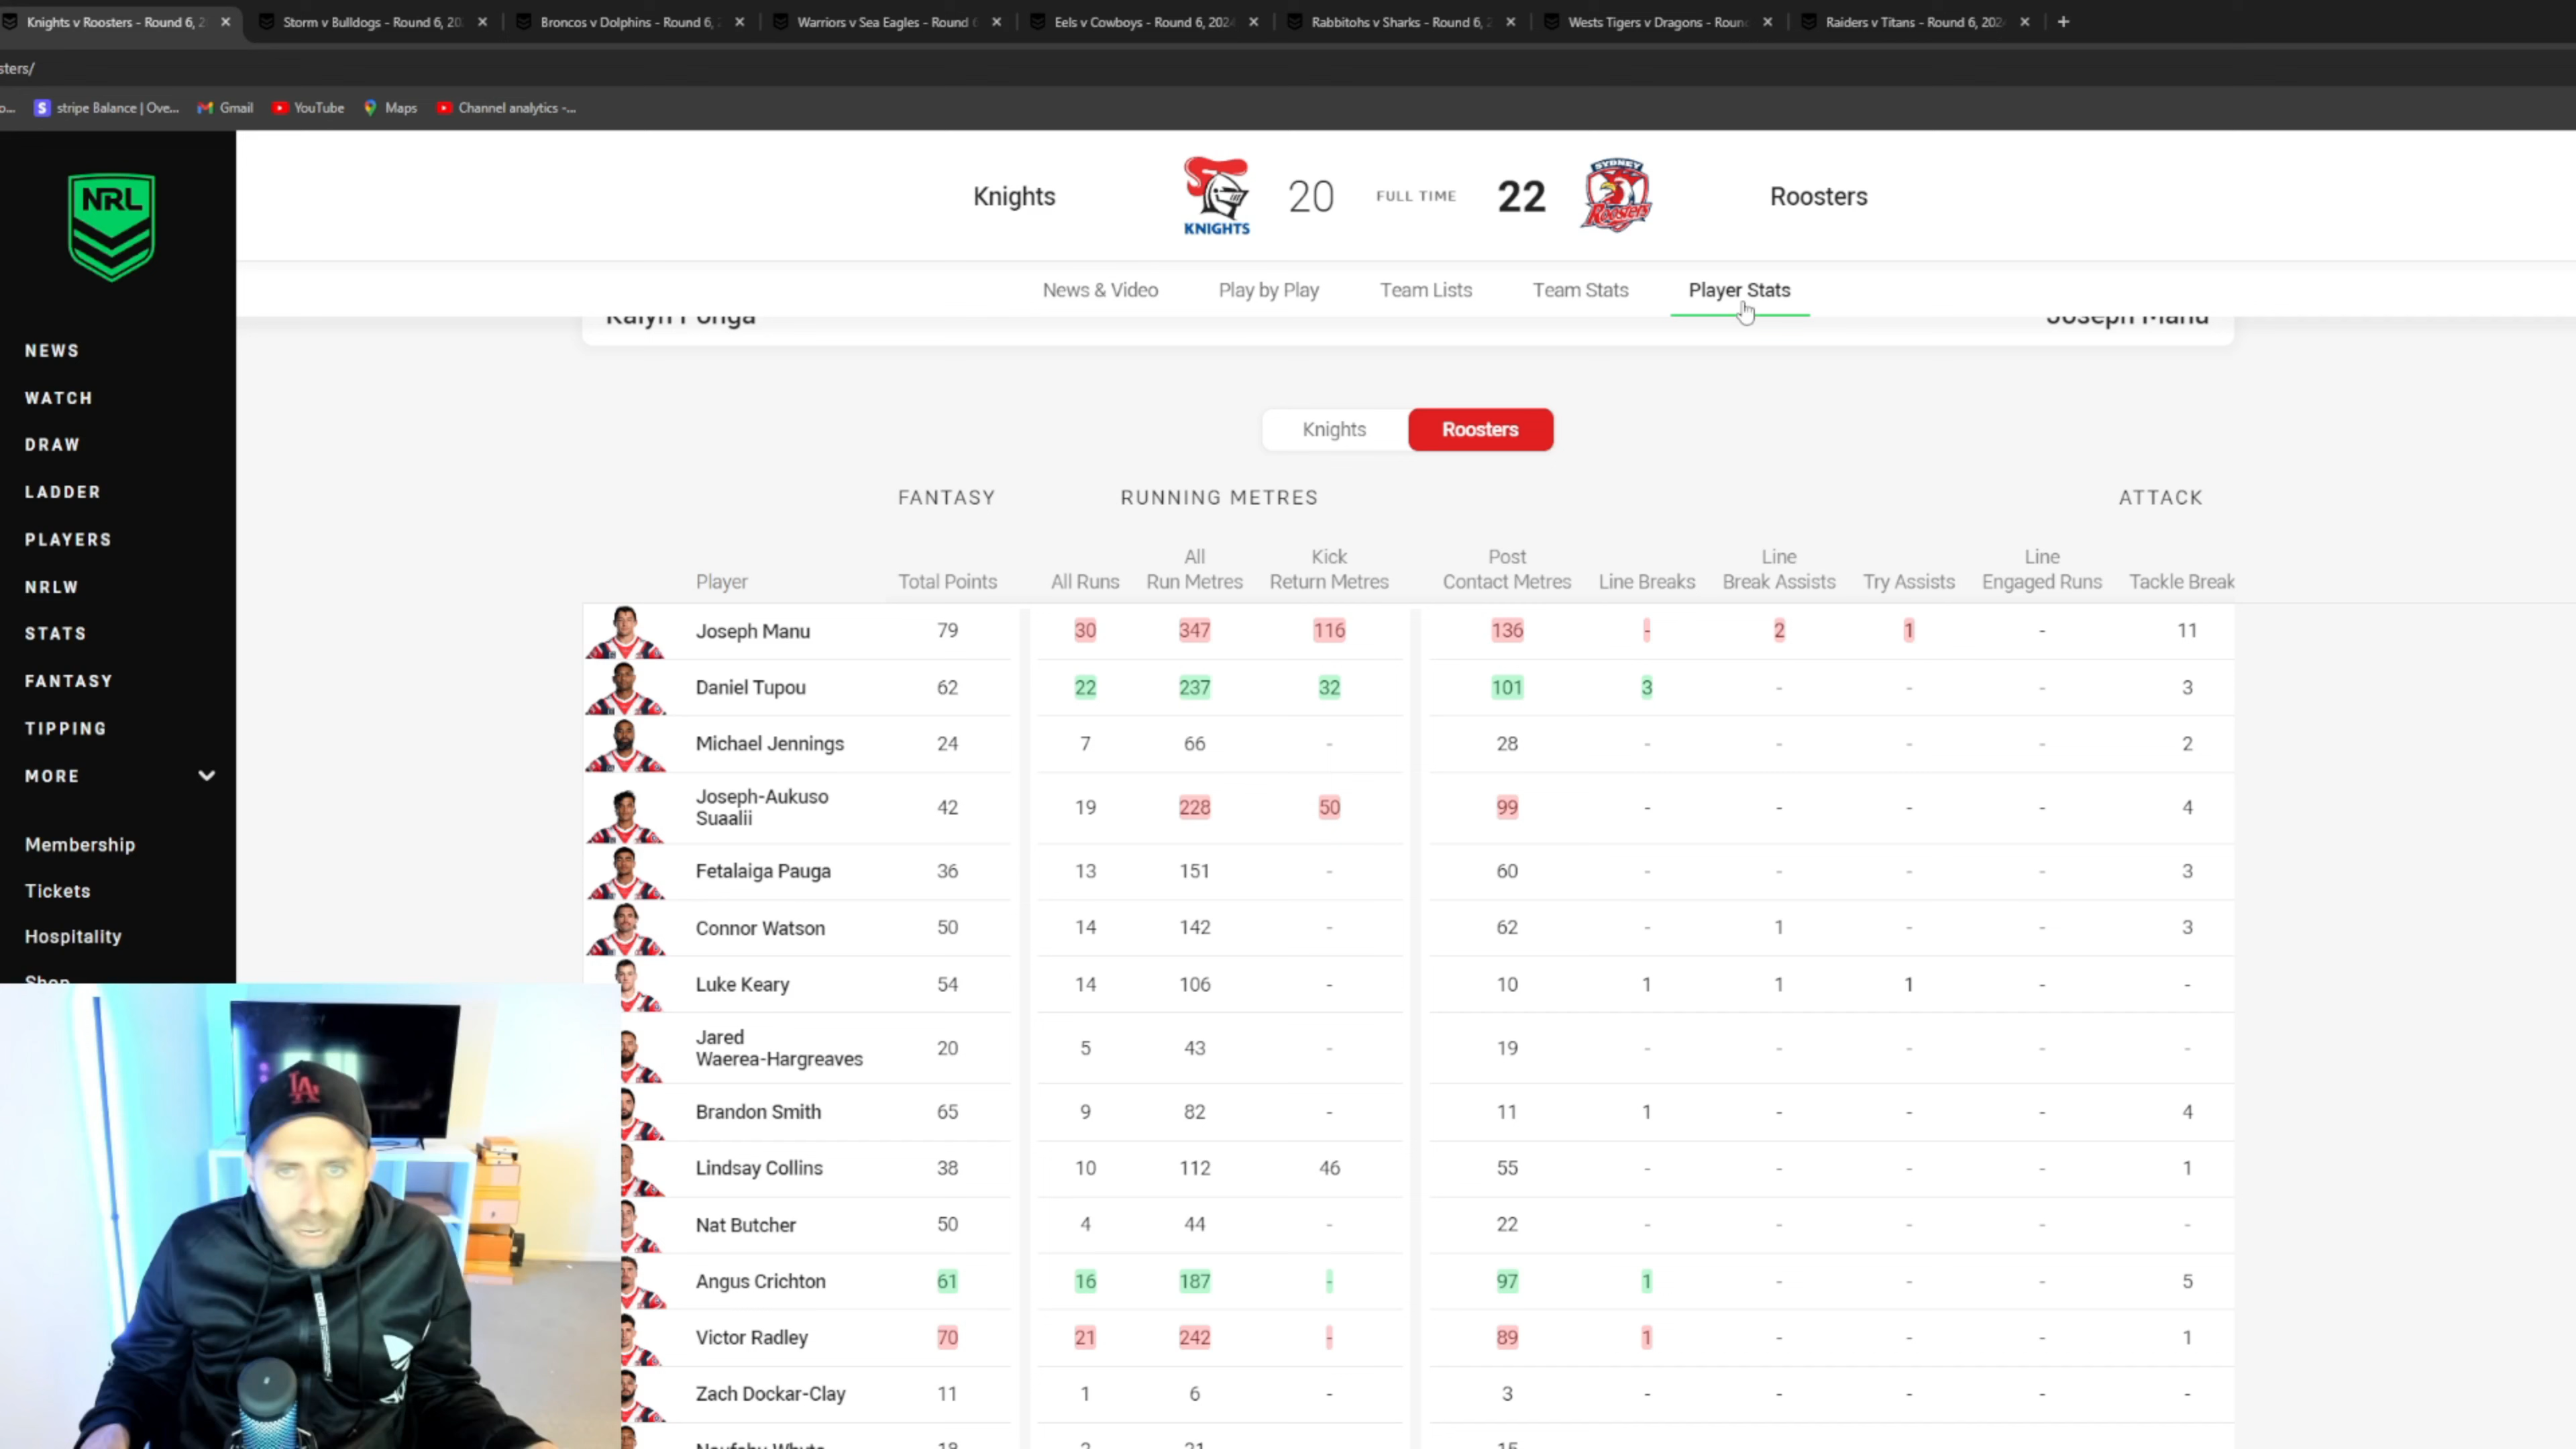 Knights v Roosters - Round 6, 2
Storm v Bulldogs - Round 6, 20
Broncos v Dolphins - Round 6,
Warriors v Sea Eagles - Round 6
Eels v Cowboys - Round 6, 2024
Rabbitohs v Sharks - Round 6, 2
Wests Tigers v Dragons - Roun
Raiders v Titans - Round 6, 202
sters/
o... S stripe Balance | Ove... Gmail YouTube Maps Channel analytics -...
NRL
Knights KNIGHTS 20 FULL TIME 22 SYDNEY Roosters Roosters
News & Video Play by Play Team Lists Team Stats Player Stats
Kalyn Ponga Joseph Manu
NEWS
WATCH
DRAW
LADDER
PLAYERS
NRLW
STATS
FANTASY
TIPPING
MORE
Membership
Tickets
Hospitality
Shop
Knights Roosters
FANTASY RUNNING METRES ATTACK
Player Total Points All Runs All Run Metres Kick Return Metres Post Contact Metres Line Breaks Line Break Assists Try Assists Line Engaged Runs Tackle Break
Joseph Manu 79 30 347 116 136 - 2 1 - 11
Daniel Tupou 62 22 237 32 101 3 - - - 3
Michael Jennings 24 7 66 - 28 - - - - 2
Joseph-Aukuso Suaalii 42 19 228 50 99 - - - - 4
Fetalaiga Pauga 36 13 151 - 60 - - - - 3
Connor Watson 50 14 142 - 62 - 1 - - 3
Luke Keary 54 14 106 - 10 1 1 1 - -
Jared Waerea-Hargreaves 20 5 43 - 19 - - - - -
Brandon Smith 65 9 82 - 11 1 - - - 4
Lindsay Collins 38 10 112 46 55 - - - - 1
Nat Butcher 50 4 44 - 22 - - - - -
Angus Crichton 61 16 187 - 97 1 - - - 5
Victor Radley 70 21 242 - 89 1 - - - 1
Zach Dockar-Clay 11 1 6 - 3 - - - - -
LA